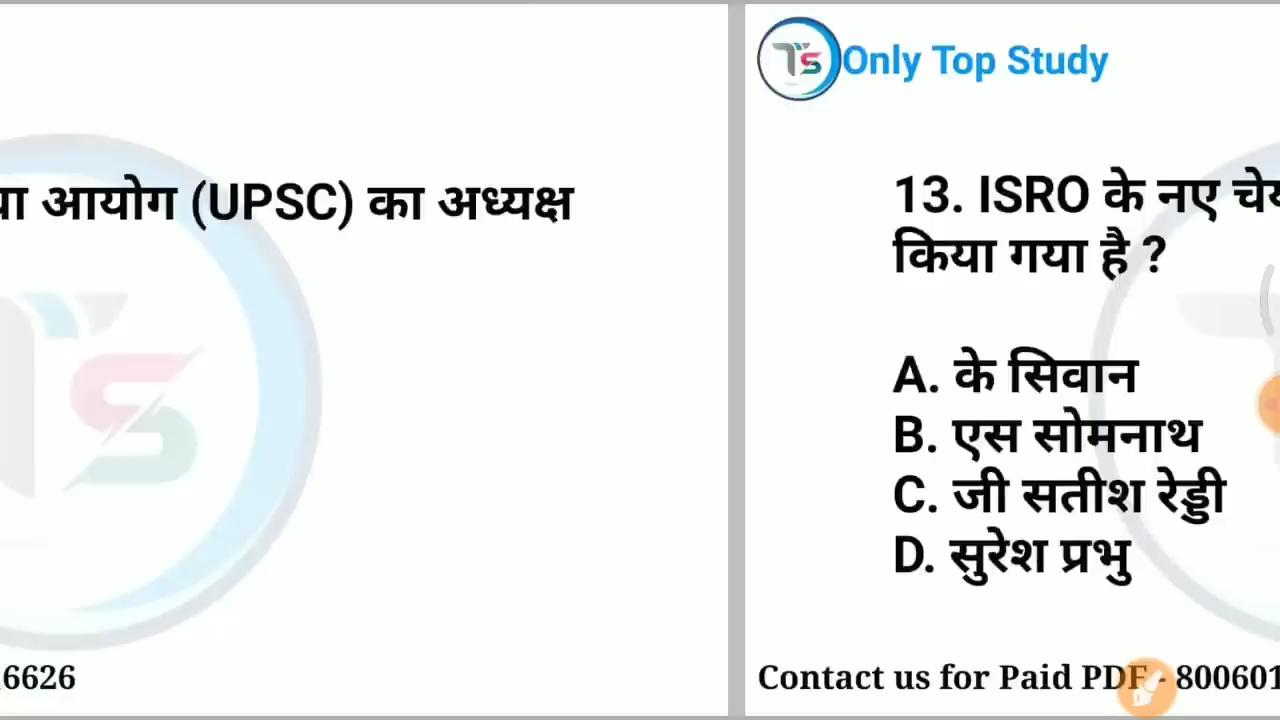 आयोग (UPSC) का अध्यक्ष
6626
TS Only Top Study
13. ISRO के नए
किया गया है ?
A. के सिवान
B. एस सोमनाथ
C. जी सतीश रेड्डी
D. सुरेश प्रभु
Contact us for Paid PDF - 800601